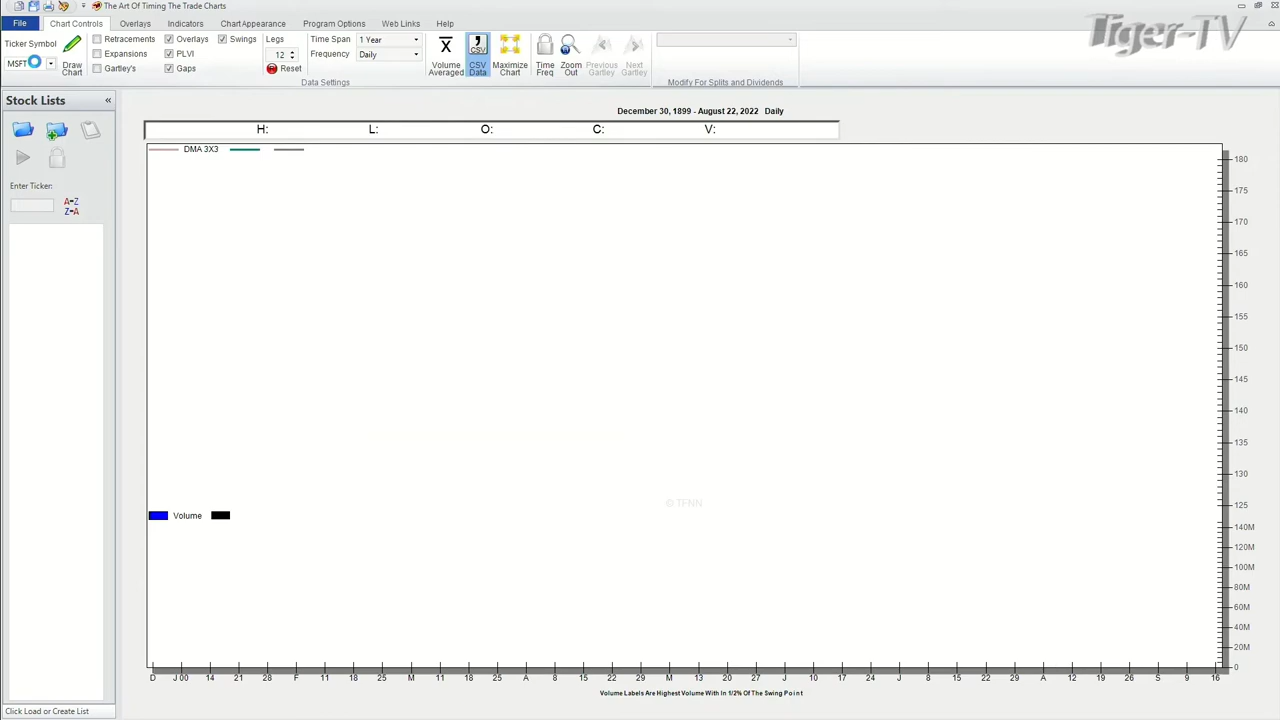 The Art Of Timing The Trade Charts
File Chart Controls Overlays Indicators Chart Appearance Program Options Web Links Help
Tiger-TV
Ticker Symbol
MSFT
Draw Chart
Retracements
Expansions
Gartley's
Overlays
PLVI
Gaps
Swings
Legs
12
Reset
Time Span 1 Year
Frequency Daily
Data Settings
Volume Averaged
CSV
CSV Data
Maximize Chart
Time Freq
Zoom Out
Previous Gartley
Next Gartley
Modify For Splits and Dividends
Stock Lists «
Enter Ticker:
A-Z
Z-A
Click Load or Create List
December 30, 1899 - August 22, 2022 Daily
H: L: O: C: V:
DMA 3X3
180
175
170
165
160
155
150
145
140
135
130
125
© TFNN
Volume
140M
120M
100M
80M
60M
40M
20M
0
D J 00 14 21 28 F 11 18 25 M 11 18 25 A 8 15 22 29 M 13 20 27 J 10 17 24 J 8 15 22 29 A 12 19 26 S 9 16
Volume Labels Are Highest Volume With In 1/2% Of The Swing Point